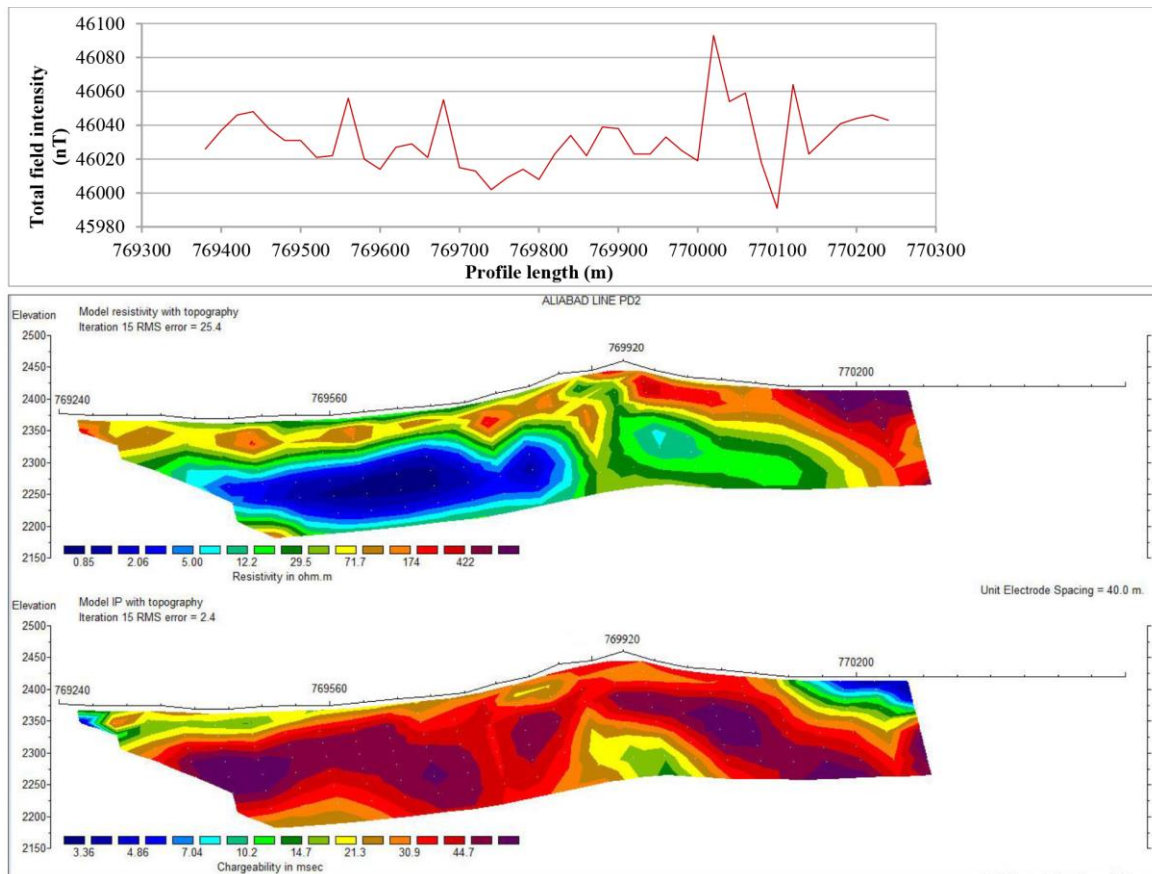 46100
46080
46060
46040
46020
46000
45980
Total field intensity
(nT)
769300 769400 769500 769600 769700 769800 769900 770000 770100 770200 770300
Profile length (m)
ALIABAD LINE PD2
Elevation
Model resistivity with topography
Iteration 15 RMS error = 25.4
2500
2450
2400
2350
2300
2250
2200
2150
769240
769560
769920
770200
0.85 2.06 5.00 12.2 29.5 71.7 174 422
Resistivity in ohm.m
Unit Electrode Spacing = 40.0 m.
Elevation
Model IP with topography
Iteration 15 RMS error = 2.4
2500
2450
2400
2350
2300
2250
2200
2150
769240
769560
769920
770200
3.36 4.86 7.04 10.2 14.7 21.3 30.9 44.7
Chargeability in msec